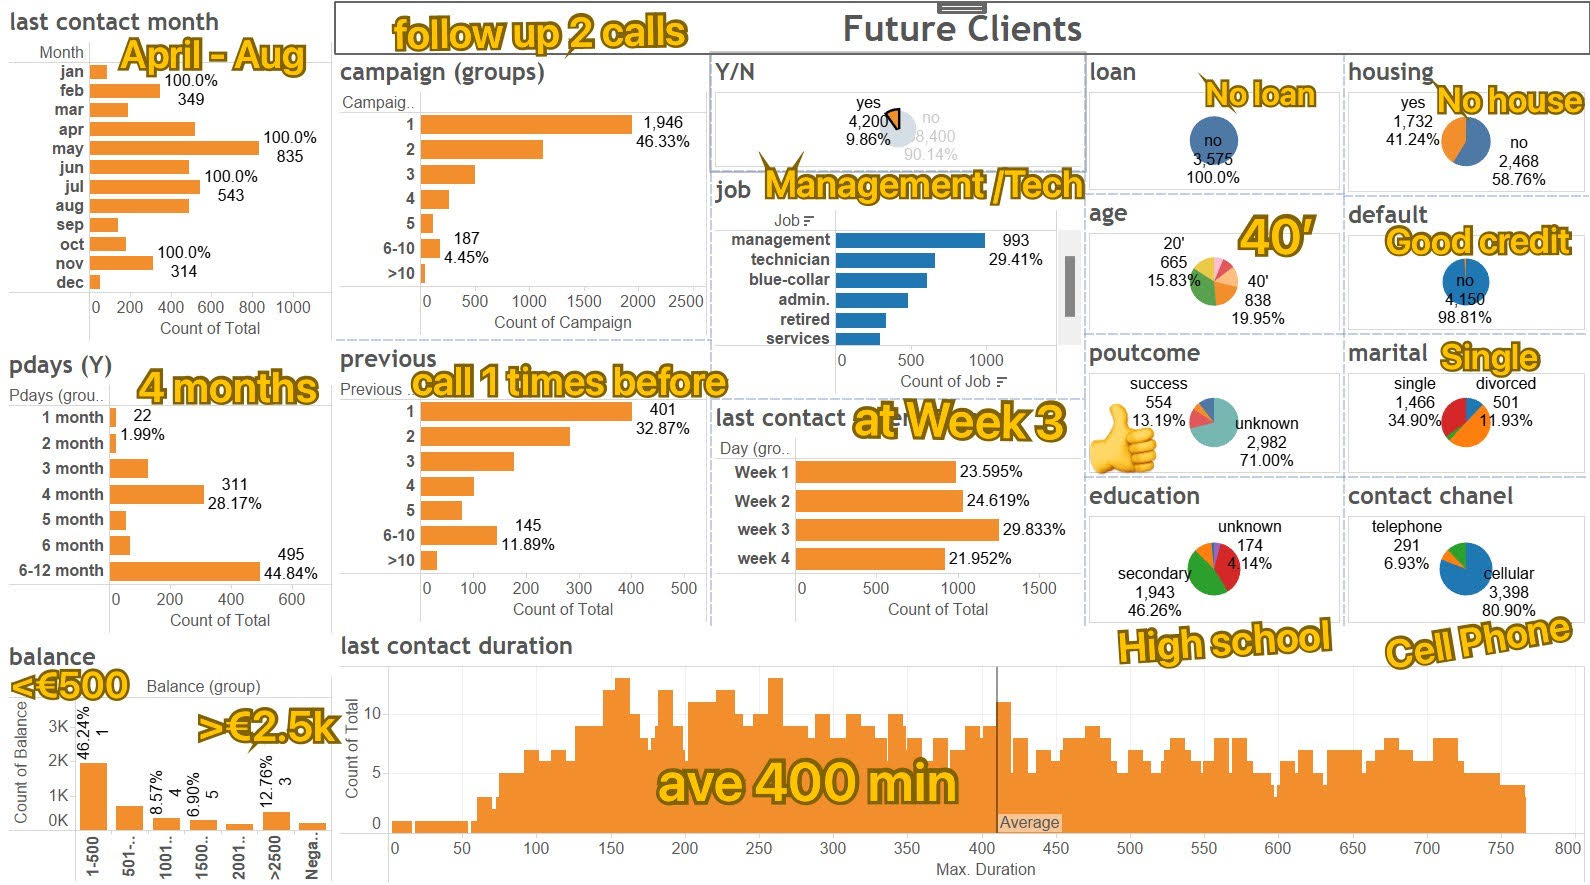 Future Clients
follow up 2 calls
last contact month
April - Aug
Month
jan
feb
mar
apr
may
jun
jul
aug
sep
oct
nov
dec
100.0%
349
100.0%
835
100.0%
543
100.0%
314
0 200 400 600 800 1000
Count of Total
campaign (groups)
Campaig..
1
2
3
4
5
6-10
>10
1,946
46.33%
187
4.45%
0 500 1000 1500 2000 2500
Count of Campaign
Y/N
yes
4,200
9.86%
no
90.14%
Management /Tech
job
Job
management
technician
blue-collar
admin.
retired
services
993
29.41%
0 500 1000
Count of Job
loan
No loan
no
3,575
100.0%
housing
No house
yes
1,732
41.24%
no
2,468
58.76%
age
40'
20'
665
15.83%
40'
838
19.95%
default
Good credit
no
4,150
98.81%
pdays (Y)
4 months
Pdays (grou..
1 month
2 month
3 month
4 month
5 month
6 month
6-12 month
22
1.99%
311
28.17%
495
44.84%
0 200 400 600
Count of Total
previous
call 1 times before
Previous ..
1
2
3
4
5
6-10
>10
401
32.87%
145
11.89%
0 100 200 300 400 500
Count of Total
last contact
at Week 3
Day (gro..
Week 1
Week 2
week 3
week 4
23.595%
24.619%
29.833%
21.952%
0 500 1000 1500
Count of Total
poutcome
success
554
13.19%
unknown
2,982
71.00%
marital
Single
single
1,466
34.90%
divorced
501
11.93%
education
unknown
174
4.14%
secondary
1,943
46.26%
High school
contact chanel
telephone
291
6.93%
cellular
3,398
80.90%
Cell Phone
balance
<€500
Balance (group)
>€2.5k
Count of Balance
3K
2K
1K
0K
46.24%
1
8.57%
4
6.90%
5
12.76%
3
1-500
501-..
1001..
1500..
2001..
>2500
Nega..
last contact duration
Count of Total
10
5
0
ave 400 min
Average
0 50 100 150 200 250 300 350 400 450 500 550 600 650 700 750 800
Max. Duration